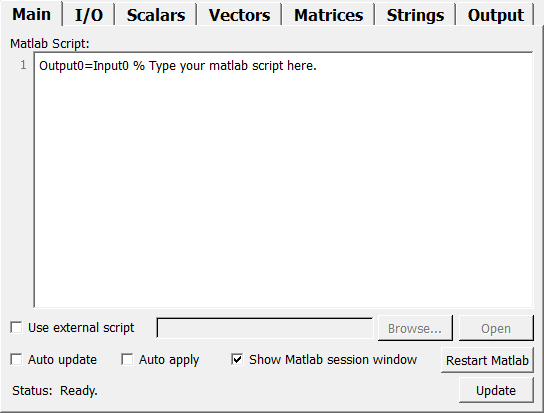 Main I/O Scalars Vectors Matrices Strings Output
Matlab Script:
1 Output0=Input0 % Type your matlab script here.
Use external script Browse... Open
Auto update Auto apply Show Matlab session window Restart Matlab
Status: Ready. Update